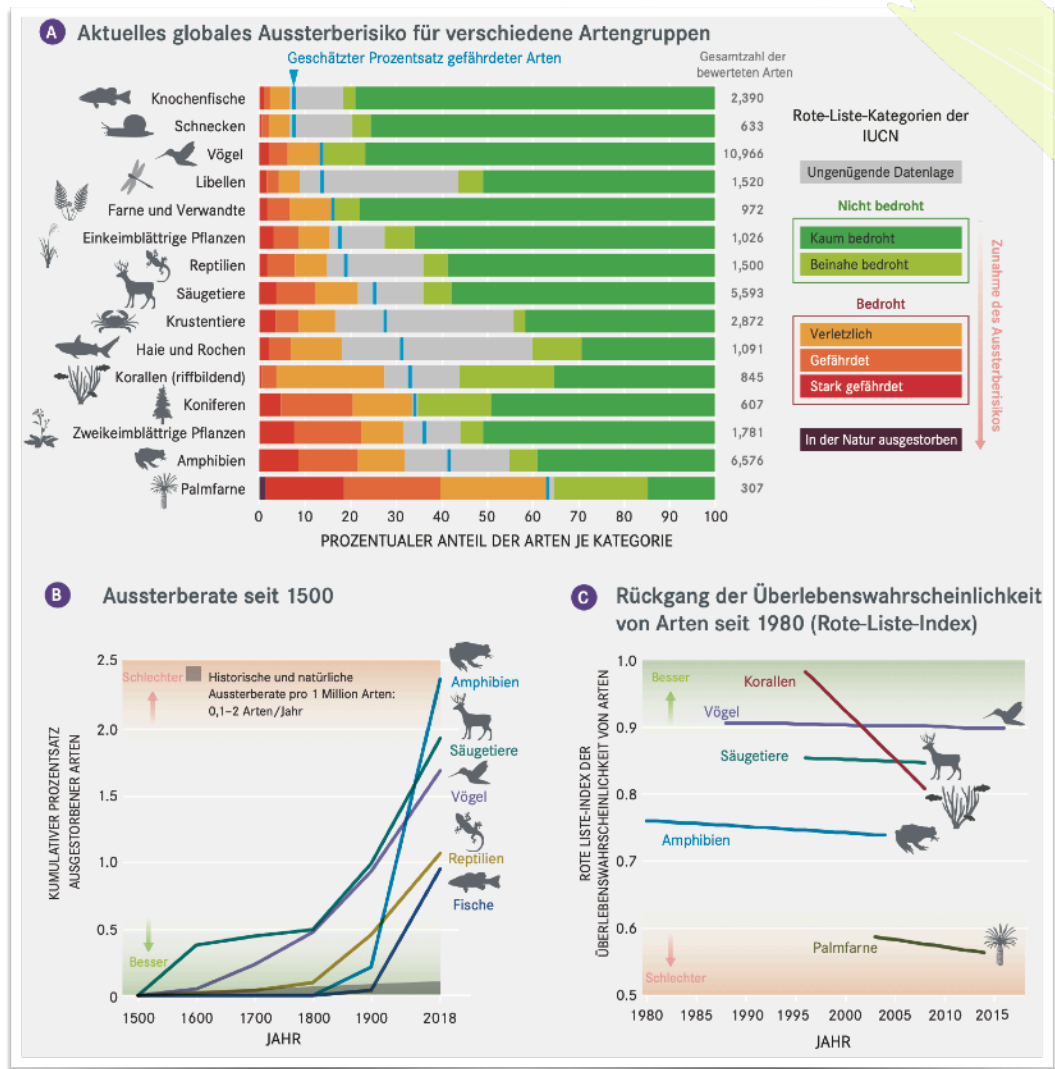 A Aktuelles globales Aussterberisiko für verschiedene Artengruppen
Geschätzter Prozentsatz gefährdeter Arten
Gesamtzahl der
bewerteten Arten
Knochenfische 2,390
Schnecken 633
Vögel 10,966
Libellen 1,520
Farne und Verwandte 972
Einkeimblättrige Pflanzen 1,026
Reptilien 1,500
Säugetiere 5,593
Krustentiere 2,872
Haie und Rochen 1,091
Korallen (riffbildend) 845
Koniferen 607
Zweikeimblättrige Pflanzen 1,781
Amphibien 6,576
Palmfarne 307
0 10 20 30 40 50 60 70 80 90 100
PROZENTUALER ANTEIL DER ARTEN JE KATEGORIE
Rote-Liste-Kategorien der
IUCN
Ungenügende Datenlage
Nicht bedroht
Kaum bedroht
Beinahe bedroht
Bedroht
Verletzlich
Gefährdet
Stark gefährdet
In der Natur ausgestorben
Zunahme des Aussterberisikos
B Aussterberate seit 1500
KUMULATIVER PROZENTSATZ
AUSGESTORBENER ARTEN
2.5
2.0
1.5
1.0
0.5
0
Schlechter
Historische und natürliche
Aussterberate pro 1 Million Arten:
0,1–2 Arten/Jahr
Besser
Amphibien
Säugetiere
Vögel
Reptilien
Fische
1500 1600 1700 1800 1900 2018
JAHR
C Rückgang der Überlebenswahrscheinlichkeit
von Arten seit 1980 (Rote-Liste-Index)
ROTE LISTE-INDEX DER
ÜBERLEBENSWAHRSCHEINLICHKEIT VON ARTEN
1.0
0.9
0.8
0.7
0.6
0.5
Besser
Korallen
Vögel
Säugetiere
Amphibien
Palmfarne
Schlechter
1980 1985 1990 1995 2000 2005 2010 2015
JAHR